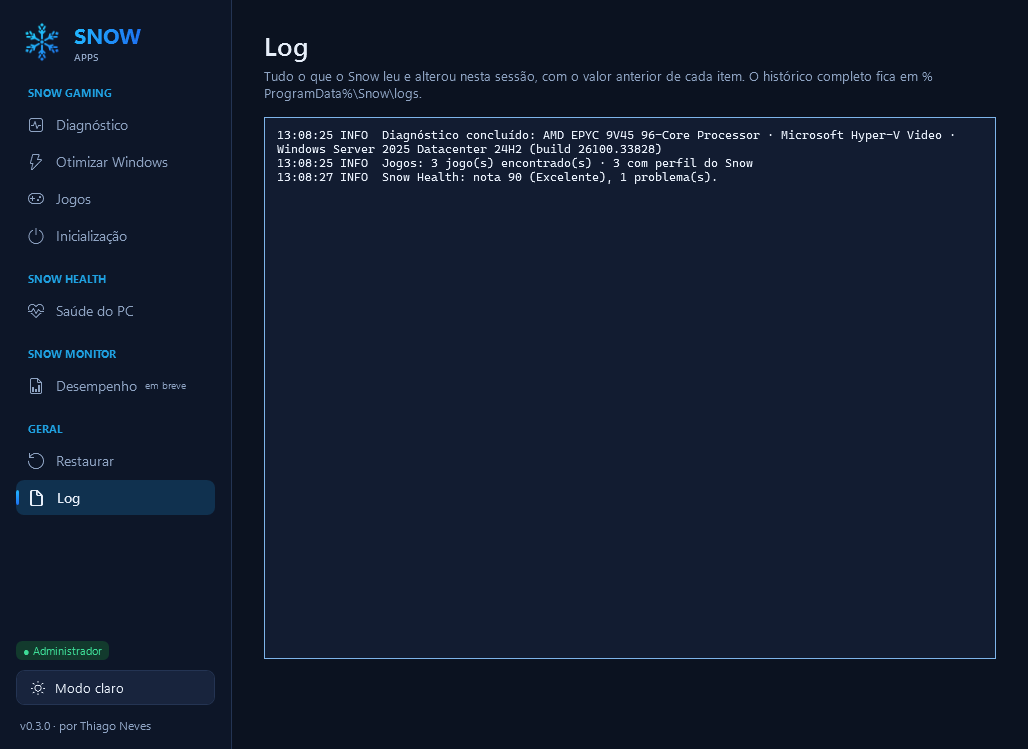 SNOW
APPS
SNOW GAMING
Diagnóstico
Otimizar Windows
Jogos
Inicialização
SNOW HEALTH
Saúde do PC
SNOW MONITOR
Desempenho em breve
GERAL
Restaurar
Log
Administrador
Modo claro
v0.3.0 · por Thiago Neves
Log
Tudo o que o Snow leu e alterou nesta sessão, com o valor anterior de cada item. O histórico completo fica em %
ProgramData%\Snow\logs.
13:08:25 INFO  Diagnóstico concluído: AMD EPYC 9V45 96-Core Processor · Microsoft Hyper-V Video ·
Windows Server 2025 Datacenter 24H2 (build 26100.33828)
13:08:25 INFO  Jogos: 3 jogo(s) encontrado(s) · 3 com perfil do Snow
13:08:27 INFO  Snow Health: nota 90 (Excelente), 1 problema(s).